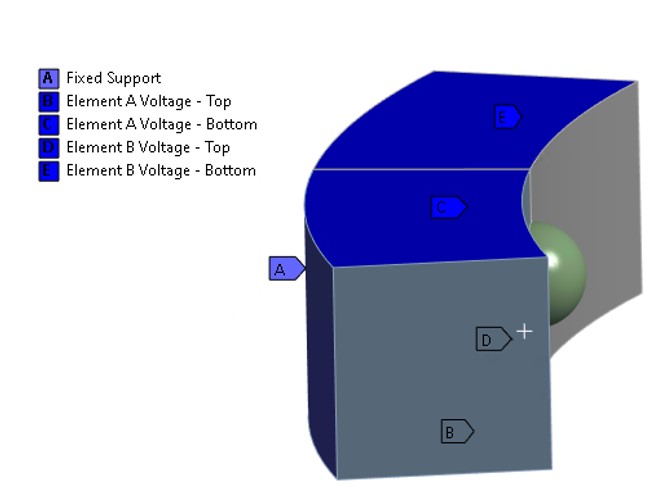 A Fixed Support
B Element A Voltage - Top
C Element A Voltage - Bottom
D Element B Voltage - Top
E Element B Voltage - Bottom
E
C
A
D
B